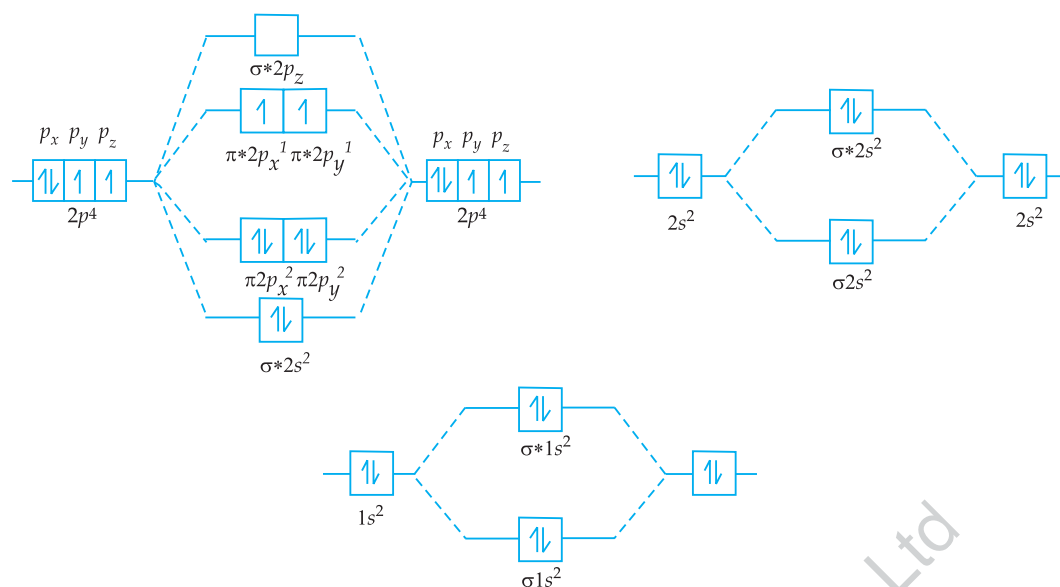 σ*2p_z
p_x p_y p_z
π*2p_x^1 π*2p_y^1
p_x p_y p_z
2p^4
2p^4
π2p_x^2 π2p_y^2
σ*2s^2
σ*2s^2
2s^2
2s^2
σ2s^2
σ*1s^2
1s^2
σ1s^2
Ltd